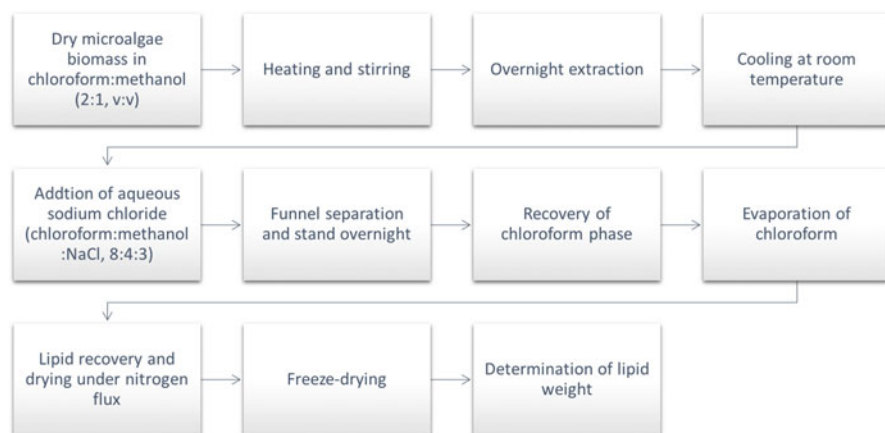 Dry microalgae
biomass in
chloroform:methanol
(2:1, v:v)
Heating and stirring
Overnight extraction
Cooling at room
temperature
Addtion of aqueous
sodium chloride
(chloroform:methanol
:NaCl, 8:4:3)
Funnel separation
and stand overnight
Recovery of
chloroform phase
Evaporation of
chloroform
Lipid recovery and
drying under nitrogen
flux
Freeze-drying
Determination of lipid
weight